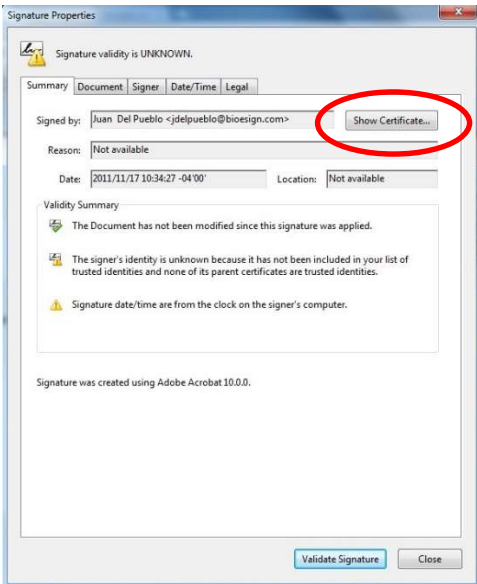 Signature Properties
Signature validity is UNKNOWN.
Summary Document Signer Date/Time Legal
Signed by: Juan Del Pueblo <jdelpueblo@bioesign.com> Show Certificate...
Reason: Not available
Date: 2011/11/17 10:34:27 -04'00' Location: Not available
Validity Summary
The Document has not been modified since this signature was applied.
The signer's identity is unknown because it has not been included in your list of
trusted identities and none of its parent certificates are trusted identities.
Signature date/time are from the clock on the signer's computer.
Signature was created using Adobe Acrobat 10.0.0.
Validate Signature Close